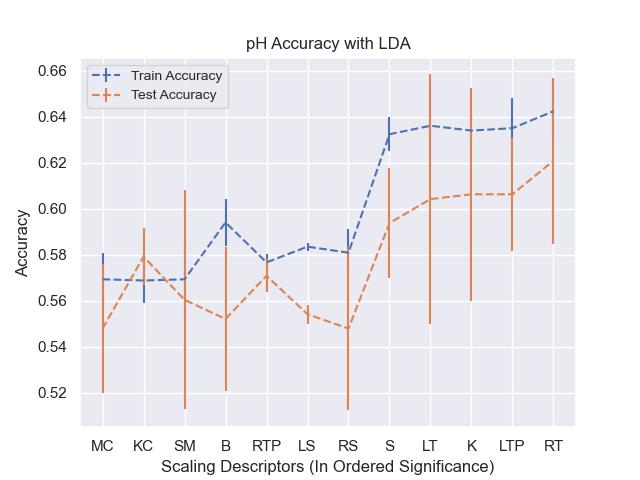 pH Accuracy with LDA
Train Accuracy
Test Accuracy
Accuracy
0.66
0.64
0.62
0.60
0.58
0.56
0.54
0.52
MC KC SM B RTP LS RS S LT K LTP RT
Scaling Descriptors (In Ordered Significance)